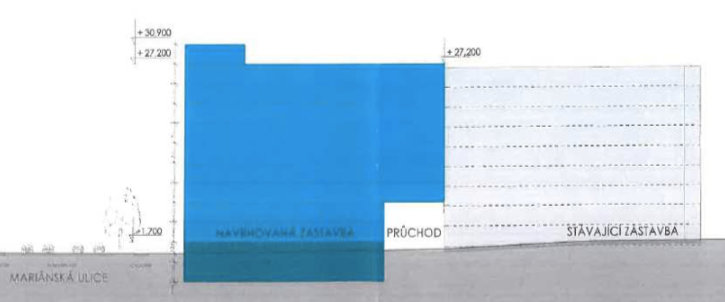 + 30,900
+ 27,200
+ 27,200
+1,700
NAVRHOVANÁ ZÁSTAVBA
PRŮCHOD
STÁVAJÍCÍ ZÁSTAVBA
MARIÁNSKÁ ULICE